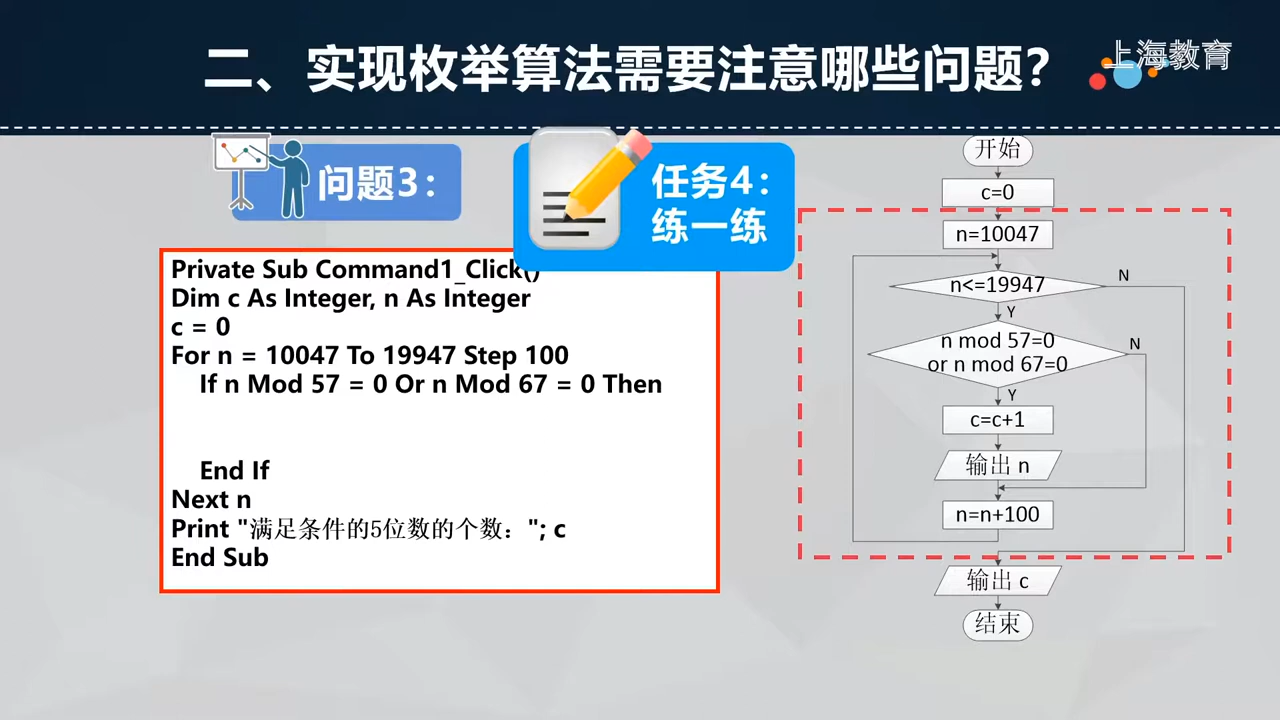 二、实现枚举算法需要注意哪些问题？
上海教育
问题3：
任务4：
练一练
Private Sub Command1_Click()
Dim c As Integer, n As Integer
c = 0
For n = 10047 To 19947 Step 100
If n Mod 57 = 0 Or n Mod 67 = 0 Then
End If
Next n
Print "满足条件的5位数的个数："; c
End Sub
开始
c=0
n=10047
n<=19947
N
Y
n mod 57=0
or n mod 67=0
N
Y
c=c+1
输出 n
n=n+100
输出 c
结束